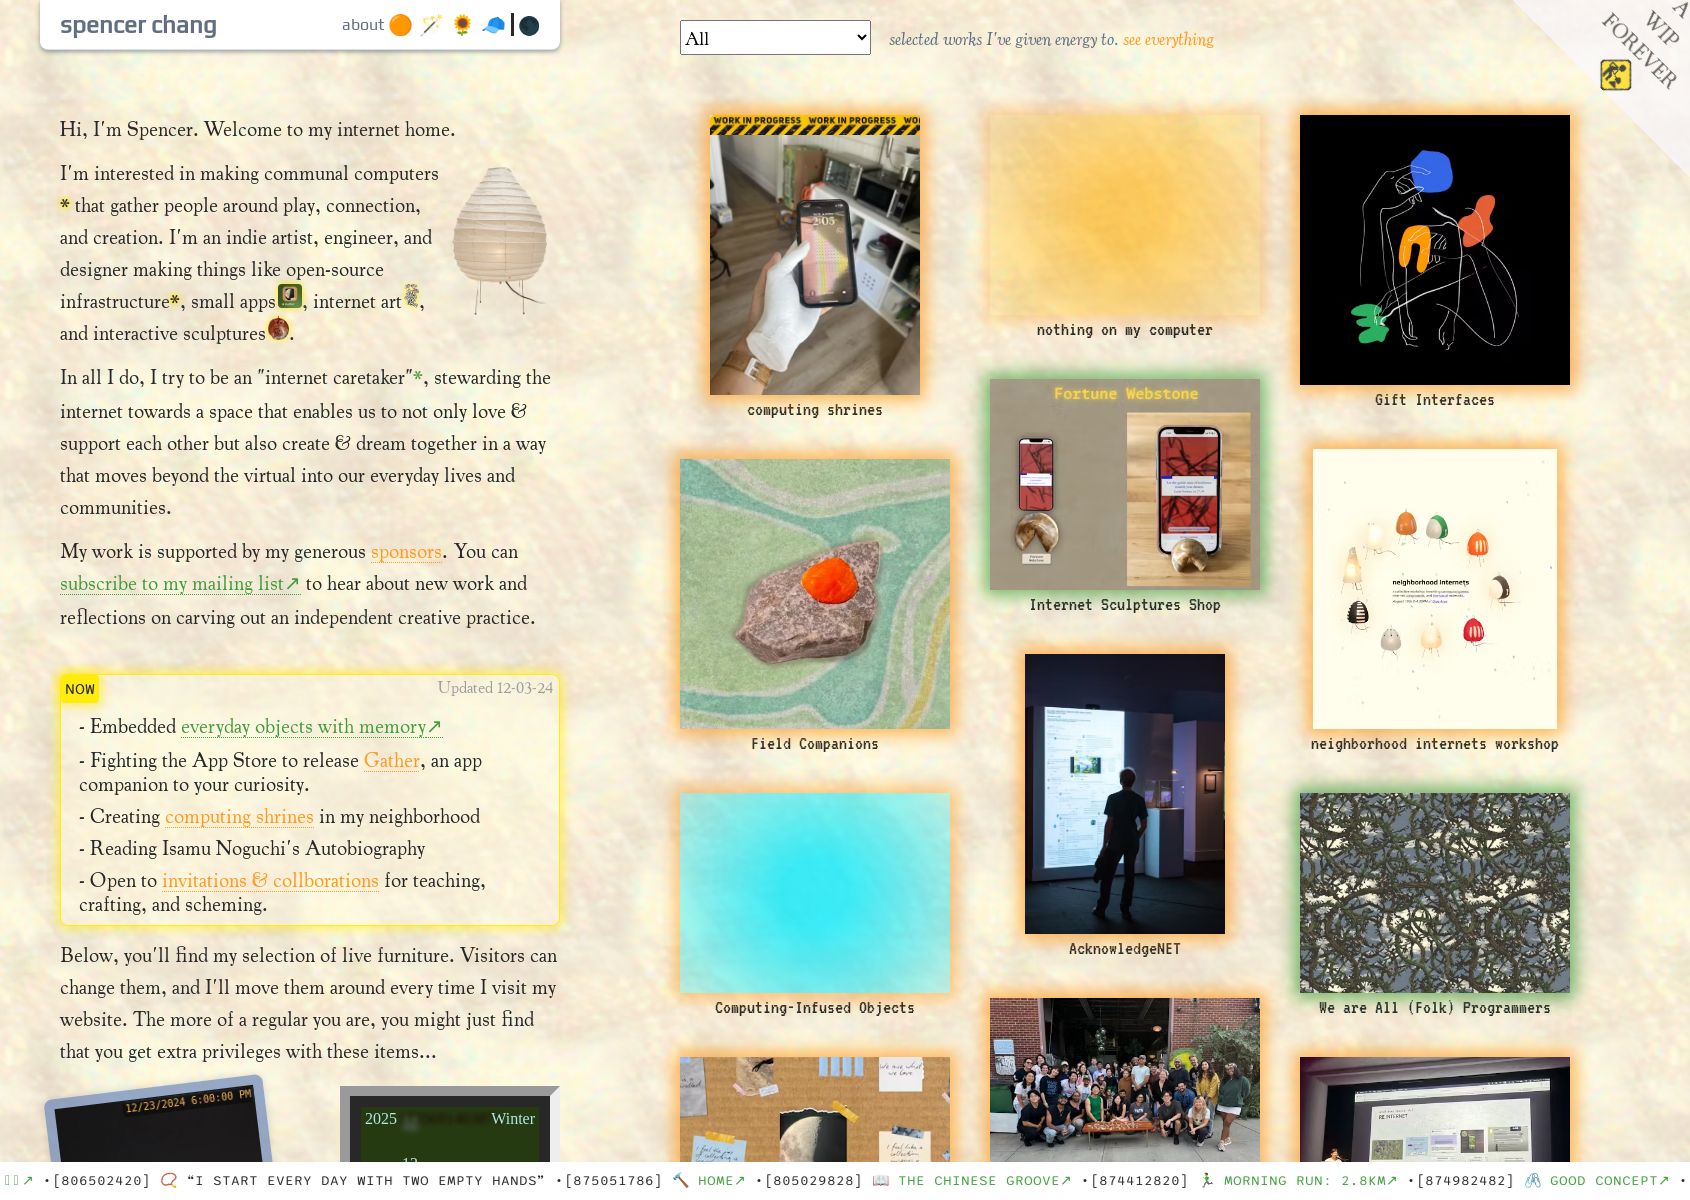 spencer chang
about
All
selected works I've given energy to. see everything
A
WIP
FOREVER
Hi, I'm Spencer. Welcome to my internet home.
I'm interested in making communal computers
* that gather people around play, connection,
and creation. I'm an indie artist, engineer, and
designer making things like open-source
infrastructure*, small apps, internet art,
and interactive sculptures.
In all I do, I try to be an "internet caretaker"*, stewarding the
internet towards a space that enables us to not only love &
support each other but also create & dream together in a way
that moves beyond the virtual into our everyday lives and
communities.
My work is supported by my generous sponsors. You can
subscribe to my mailing list↗ to hear about new work and
reflections on carving out an independent creative practice.
NOW
Updated 12-03-24
- Embedded everyday objects with memory↗
- Fighting the App Store to release Gather, an app
companion to your curiosity.
- Creating computing shrines in my neighborhood
- Reading Isamu Noguchi's Autobiography
- Open to invitations & collborations for teaching,
crafting, and scheming.
Below, you'll find my selection of live furniture. Visitors can
change them, and I'll move them around every time I visit my
website. The more of a regular you are, you might just find
that you get extra privileges with these items...
12/23/2024 6:00:00 PM
2025
Winter
WORK IN PROGRESS WORK IN PROGRESS WO
2:05
computing shrines
nothing on my computer
Gift Interfaces
Fortune Webstone
Internet Sculptures Shop
Field Companions
neighborhood internets
neighborhood internets workshop
AcknowledgeNET
Computing-Infused Objects
We are All (Folk) Programmers
RE:INTERNET
↗ •[806502420] “I START EVERY DAY WITH TWO EMPTY HANDS” •[875051786] HOME↗ •[805029828] THE CHINESE GROOVE↗ •[874412820] MORNING RUN: 2.8KM↗ •[874982482] GOOD CONCEPT↗ •